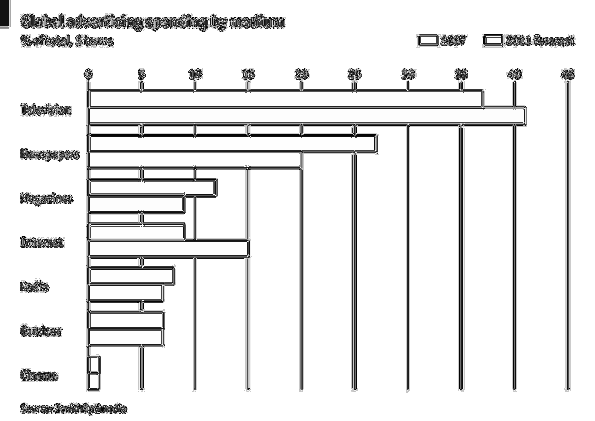 Global advertising spending by medium
% of total, $ terms
2007 2011 forecast
0 5 10 15 20 25 30 35 40 45
Television
Newspapers
Magazines
Internet
Radio
Outdoor
Cinema
Source: ZenithOptimedia